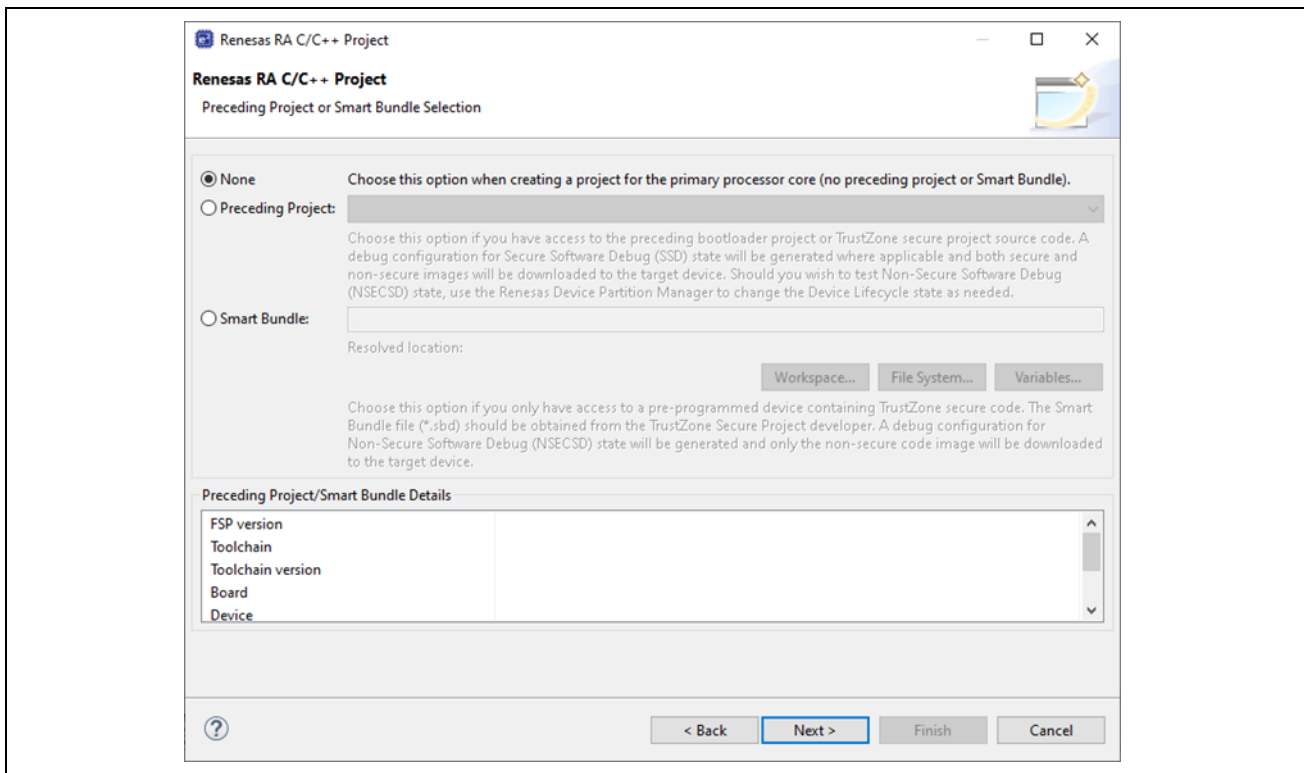 Renesas RA C/C++ Project
Renesas RA C/C++ Project
Preceding Project or Smart Bundle Selection
None Choose this option when creating a project for the primary processor core (no preceding project or Smart Bundle).
Preceding Project:
Choose this option if you have access to the preceding bootloader project or TrustZone secure project source code. A
debug configuration for Secure Software Debug (SSD) state will be generated where applicable and both secure and
non-secure images will be downloaded to the target device. Should you wish to test Non-Secure Software Debug
(NSECSD) state, use the Renesas Device Partition Manager to change the Device Lifecycle state as needed.
Smart Bundle:
Resolved location:
Workspace... File System... Variables...
Choose this option if you only have access to a pre-programmed device containing TrustZone secure code. The Smart
Bundle file (*.sbd) should be obtained from the TrustZone Secure Project developer. A debug configuration for
Non-Secure Software Debug (NSECSD) state will be generated and only the non-secure code image will be downloaded
to the target device.
Preceding Project/Smart Bundle Details
FSP version
Toolchain
Toolchain version
Board
Device
? < Back Next > Finish Cancel